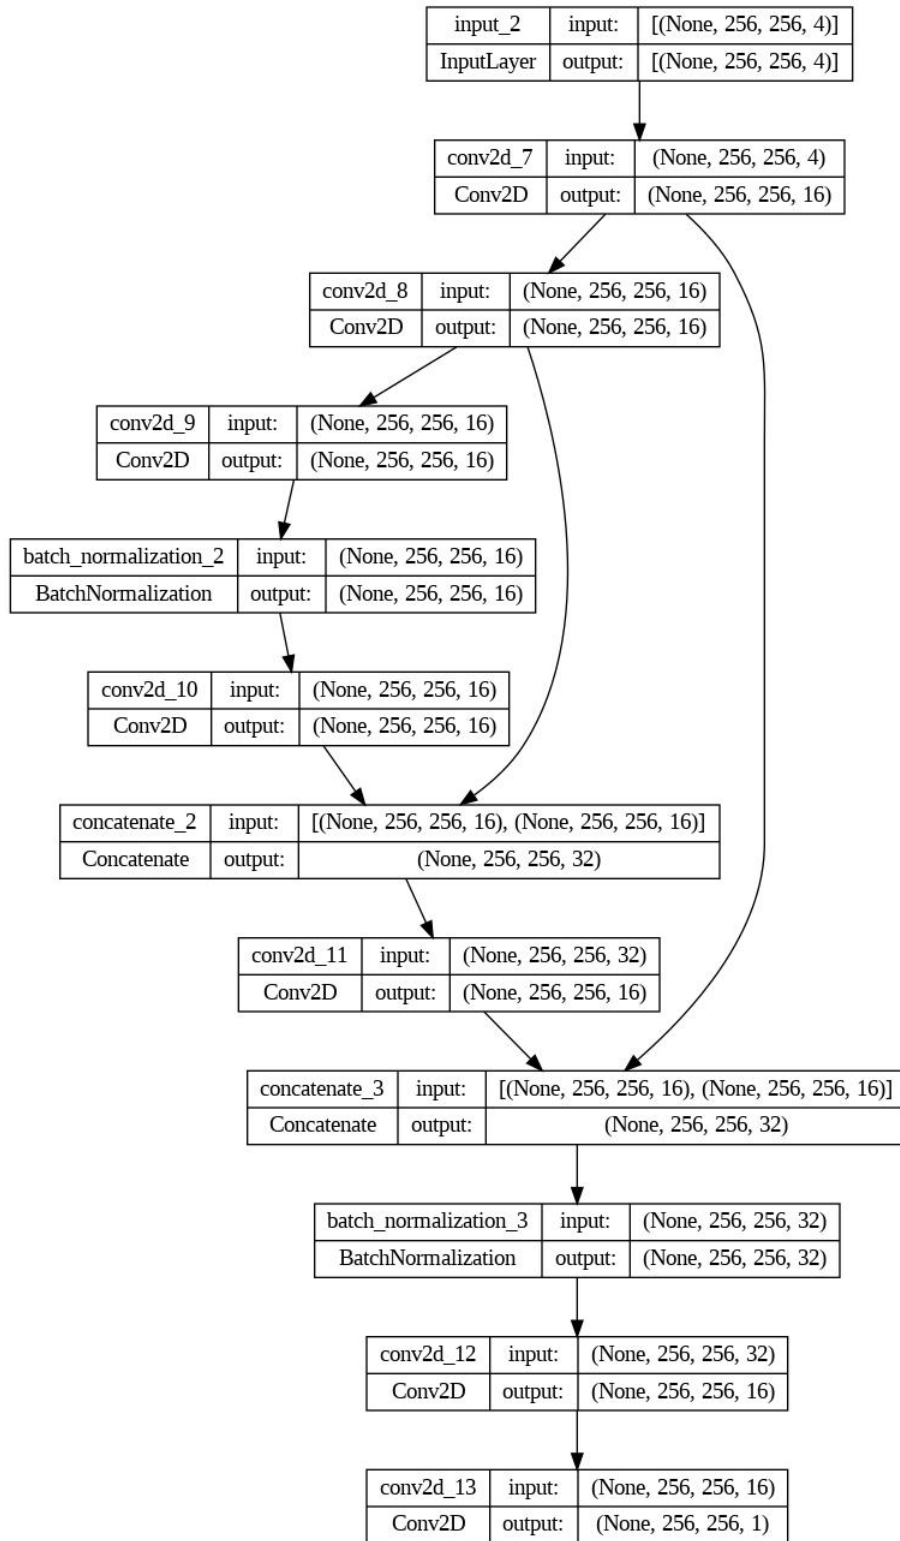 input_2 input: [(None, 256, 256, 4)]
InputLayer output: [(None, 256, 256, 4)]
conv2d_7 input: (None, 256, 256, 4)
Conv2D output: (None, 256, 256, 16)
conv2d_8 input: (None, 256, 256, 16)
Conv2D output: (None, 256, 256, 16)
conv2d_9 input: (None, 256, 256, 16)
Conv2D output: (None, 256, 256, 16)
batch_normalization_2 input: (None, 256, 256, 16)
BatchNormalization output: (None, 256, 256, 16)
conv2d_10 input: (None, 256, 256, 16)
Conv2D output: (None, 256, 256, 16)
concatenate_2 input: [(None, 256, 256, 16), (None, 256, 256, 16)]
Concatenate output: (None, 256, 256, 32)
conv2d_11 input: (None, 256, 256, 32)
Conv2D output: (None, 256, 256, 16)
concatenate_3 input: [(None, 256, 256, 16), (None, 256, 256, 16)]
Concatenate output: (None, 256, 256, 32)
batch_normalization_3 input: (None, 256, 256, 32)
BatchNormalization output: (None, 256, 256, 32)
conv2d_12 input: (None, 256, 256, 32)
Conv2D output: (None, 256, 256, 16)
conv2d_13 input: (None, 256, 256, 16)
Conv2D output: (None, 256, 256, 1)